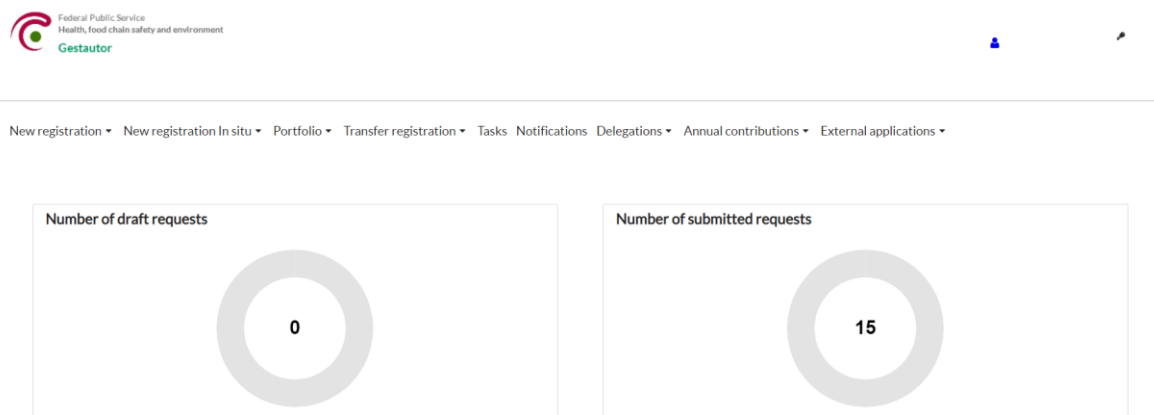 Federal Public Service
Health, food chain safety and environment
Gestautor
New registration New registration In situ Portfolio Transfer registration Tasks Notifications Delegations Annual contributions External applications
Number of draft requests
Number of submitted requests
0
15